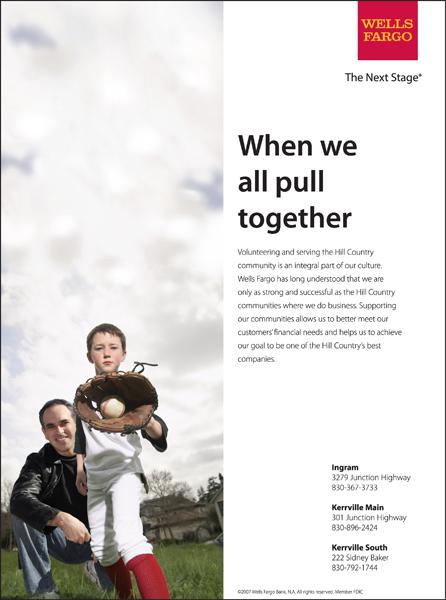 WELLS
FARGO
The Next Stage®
When we
all pull
together
Volunteering and serving the Hill Country
community is an integral part of our culture.
Wells Fargo has long understood that we are
only as strong and successful as the Hill Country
communities where we do business. Supporting
our communities allows us to better meet our
customers' financial needs and helps us to achieve
our goal to be one of the Hill Country's best
companies.
Ingram
3279 Junction Highway
830-367-3733
Kerrville Main
301 Junction Highway
830-896-2424
Kerrville South
222 Sidney Baker
830-792-1744
©2007 Wells Fargo Bank, N.A. All rights reserved. Member FDIC